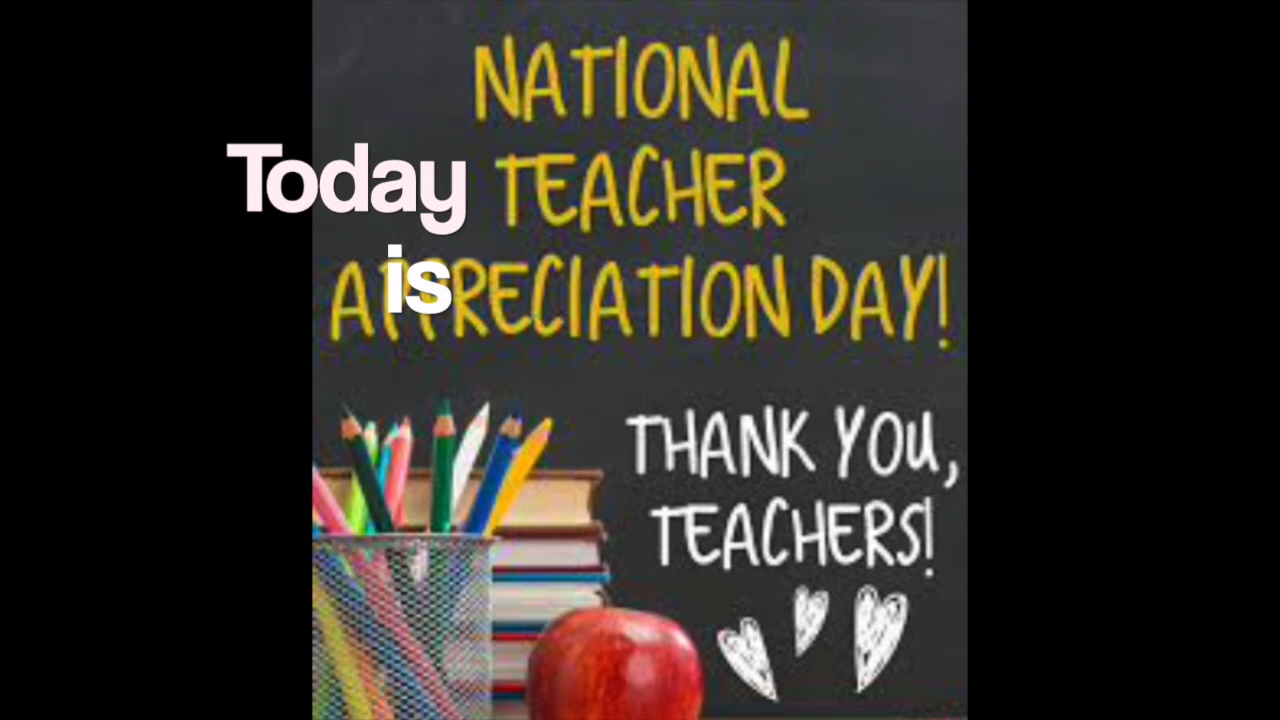 NATIONAL
Today
TEACHER
is
APPRECIATION DAY!
THANK YOU,
TEACHERS!